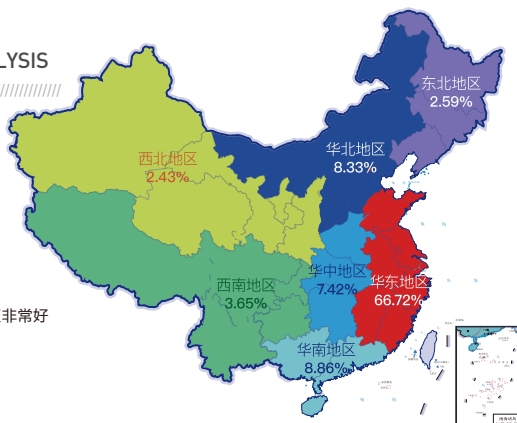 LYSIS
东北地区
2.59%
华北地区
8.33%
西北地区
2.43%
华中地区
7.42%
华东地区
66.72%
西南地区
3.65%
非常好
华南地区
8.86%